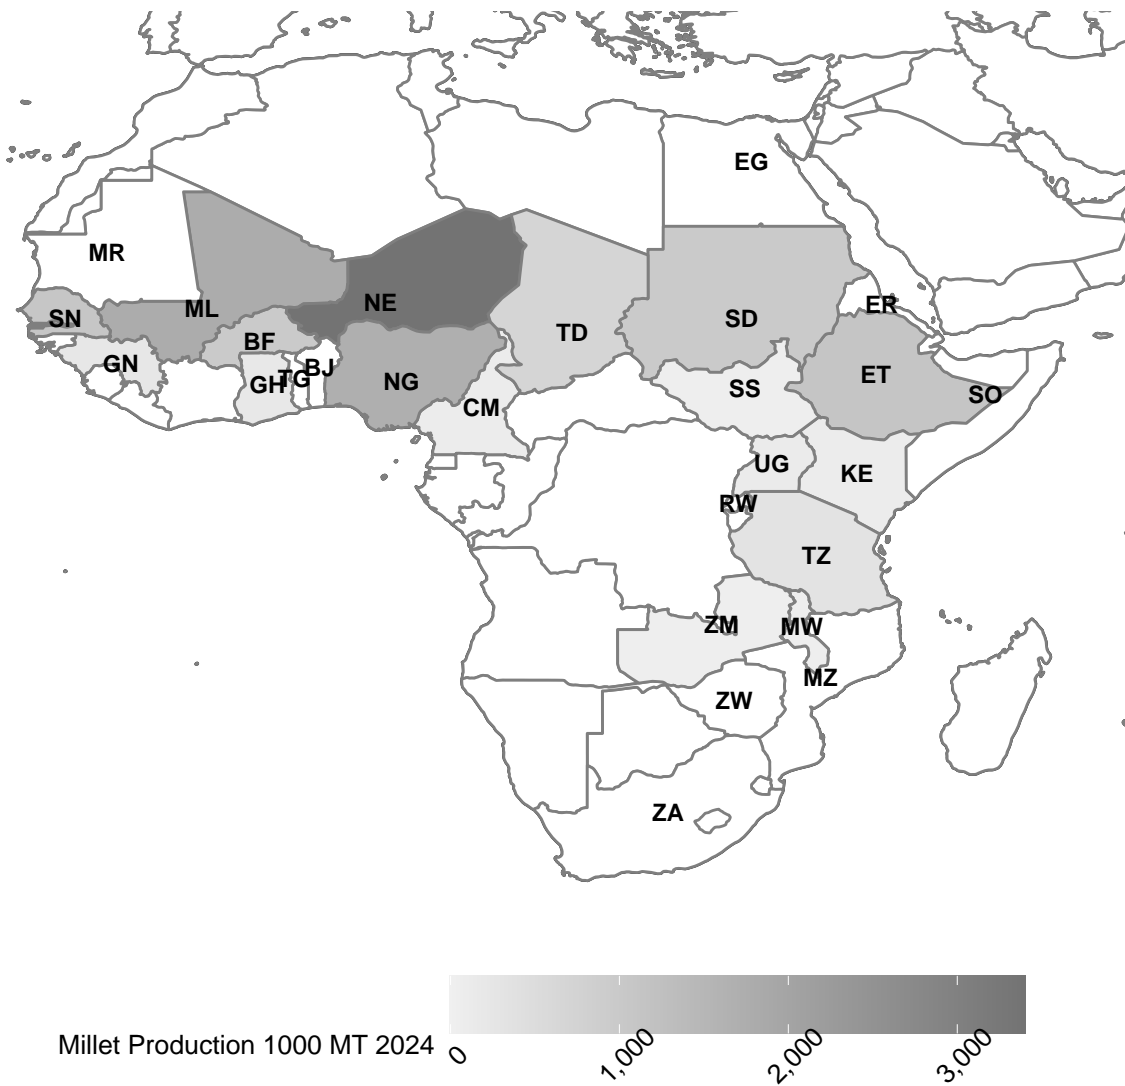 EG
MR
ML
NE
ER
SN
TD
SD
BF
GN
GH
TG
BJ
NG
CM
SS
ET
SO
UG
KE
RW
TZ
ZM
MW
MZ
ZW
ZA
Millet Production 1000 MT 2024
0
1,000
2,000
3,000